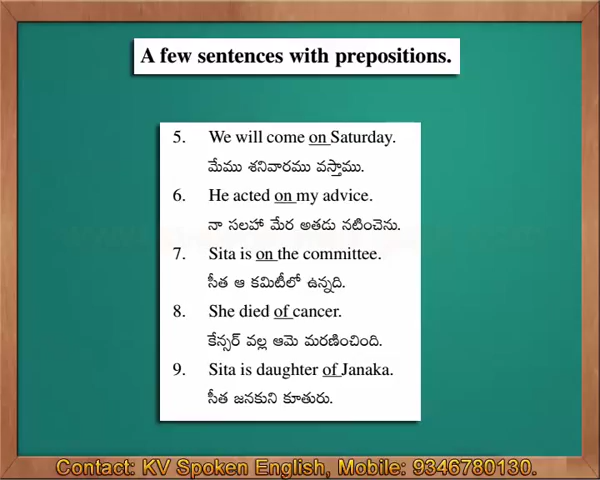 A few sentences with prepositions.
5. We will come on Saturday.
మేము శనివారము వస్తాము.
6. He acted on my advice.
నా సలహా మేర అతడు నటించెను.
7. Sita is on the committee.
సీత ఆ కమిటీలో ఉన్నది.
8. She died of cancer.
కేన్సర్ వల్ల ఆమె మరణించింది.
9. Sita is daughter of Janaka.
సీత జనకుని కూతురు.
Contact: KV Spoken English, Mobile: 9346780130.